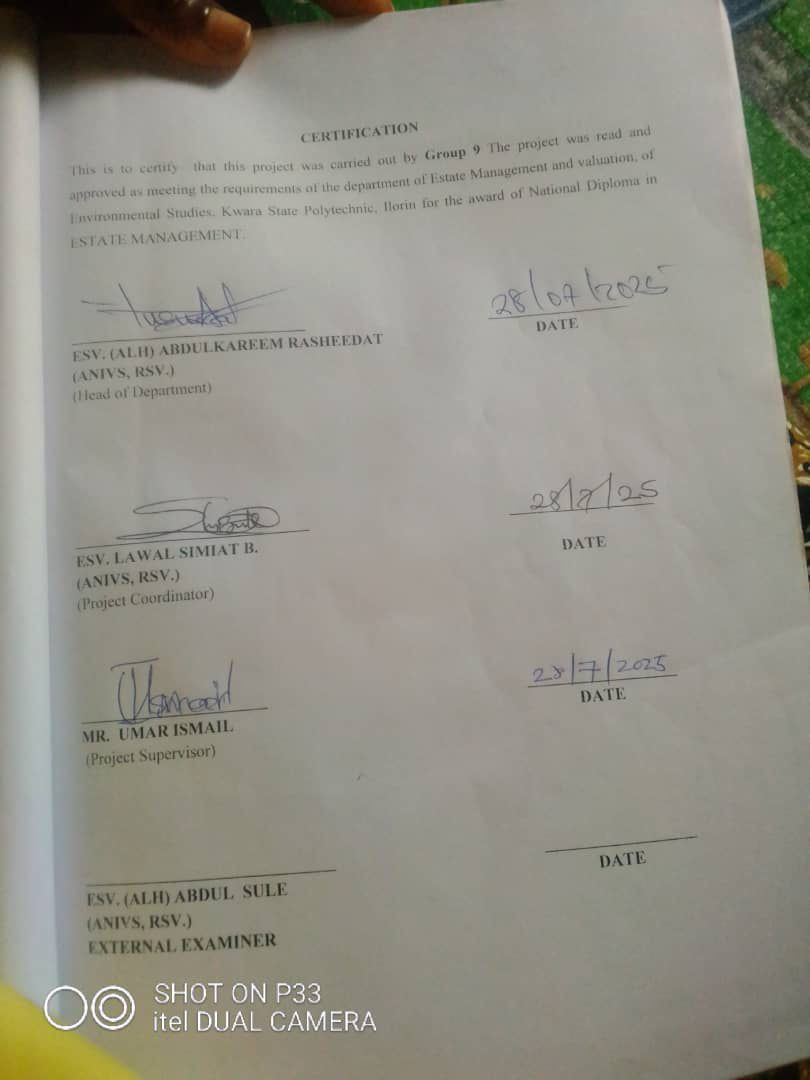 CERTIFICATION
This is to certify that this project was carried out by Group 9 The project was read and
approved as meeting the requirements of the department of Estate Management and valuation, of
Environmental Studies. Kwara State Polytechnic, Ilorin for the award of National Diploma in
ESTATE MANAGEMENT.
28/07/2025
ESV. (ALH) ABDULKAREEM RASHEEDAT
DATE
(ANIVS, RSV.)
(Head of Department)
28/7/25
ESV. LAWAL SIMIAT B.
DATE
(ANIVS, RSV.)
(Project Coordinator)
28/7/2025
MR. UMAR ISMAIL
DATE
(Project Supervisor)
ESV. (ALH) ABDUL SULE
DATE
(ANIVS, RSV.)
EXTERNAL EXAMINER
SHOT ON P33
itel DUAL CAMERA